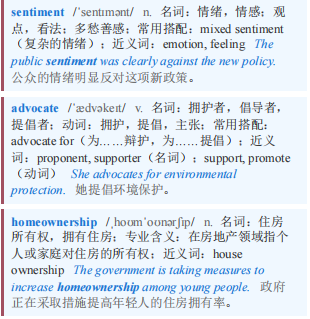 sentiment /ˈsentɪmənt/ n. 名词：情绪，情感；观
点，看法；多愁善感；常用搭配：mixed sentiment
（复杂的情绪）；近义词：emotion, feeling The
public sentiment was clearly against the new policy.
公众的情绪明显反对这项新政策。
advocate /ˈædvəkeɪt/ v. 名词：拥护者，倡导者，
提倡者；动词：拥护，提倡，主张；常用搭配：
advocate for（为……辩护，为……提倡）；近义
词：proponent, supporter（名词）；support, promote
（动词） She advocates for environmental
protection. 她提倡环境保护。
homeownership /ˌhoʊmˈoʊnərʃɪp/ n. 名词：住房
所有权，拥有住房；专业含义：在房地产领域指个
人或家庭对住房的所有权；近义词：house
ownership The government is taking measures to
increase homeownership among young people. 政府
正在采取措施提高年轻人的住房拥有率。